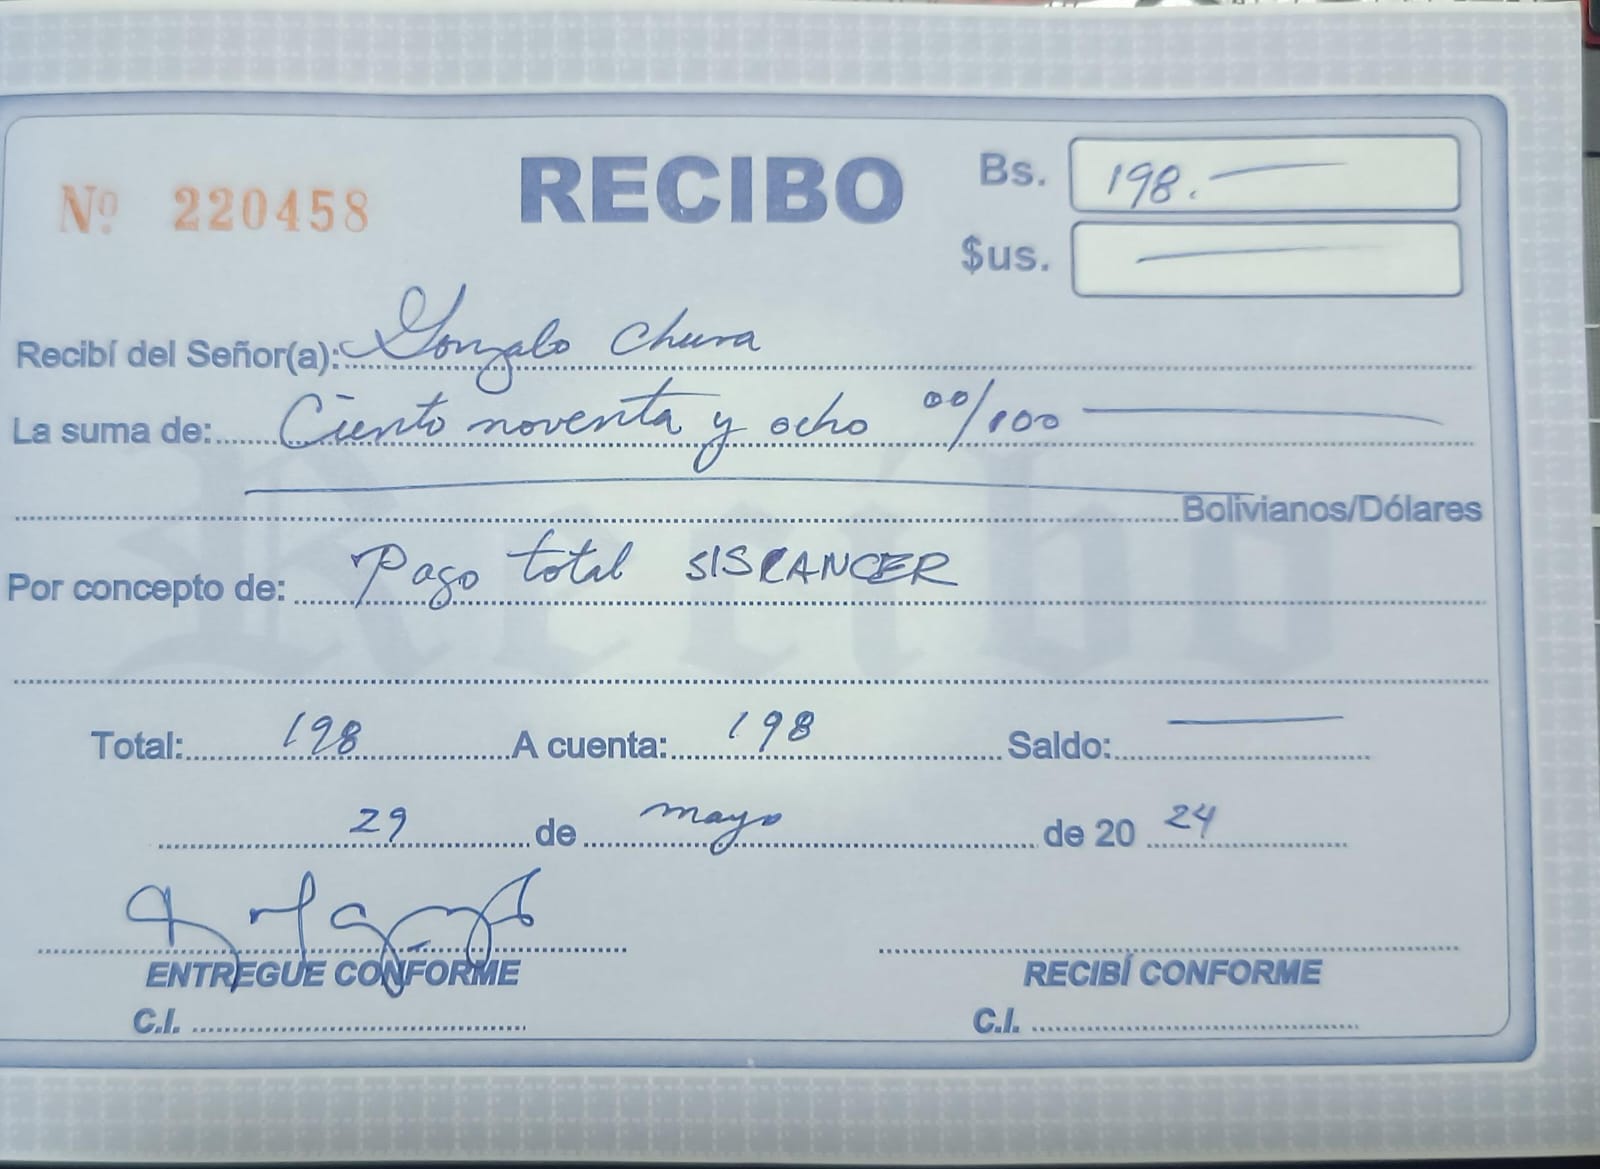 Nº 220458
RECIBO
Bs. 198.
$us.
Recibí del Señor(a): Gonzalo Chura
La suma de: Ciento noventa y ocho 00/100
Bolivianos/Dólares
Por concepto de: Pago total SISCANCER
Recibo
Total: 198 A cuenta: 198 Saldo:
29 de mayo de 20 24
ENTREGUE CONFORME RECIBÍ CONFORME
C.I. C.I.